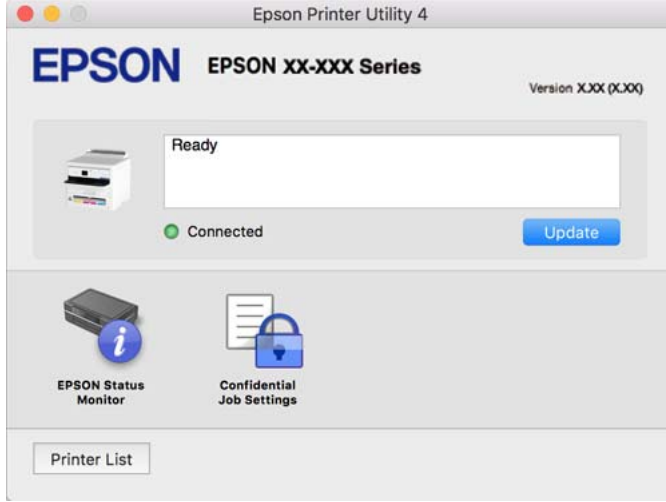 Epson Printer Utility 4
EPSON
EPSON XX-XXX Series
Version X.XX (X.XX)
Ready
Connected
Update
EPSON Status
Monitor
Confidential
Job Settings
Printer List